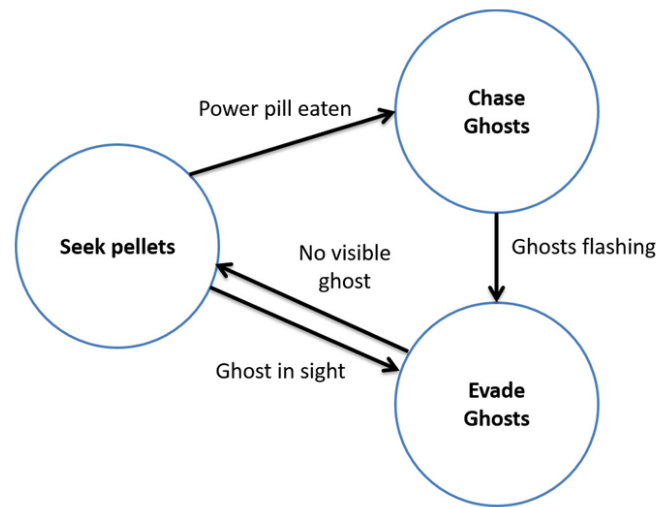 Chase
Ghosts
Power pill eaten
Seek pellets
No visible
ghost
Ghosts flashing
Ghost in sight
Evade
Ghosts